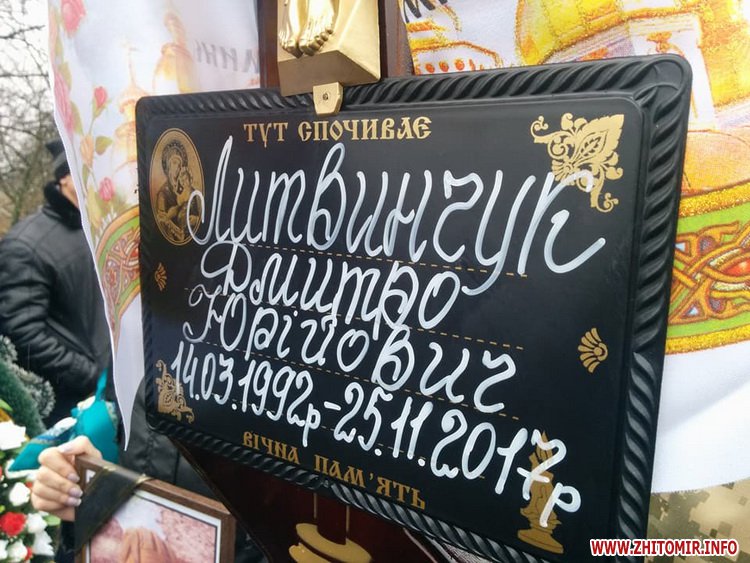 ТУТ СПОЧИВАЄ
Литвинчук
Дмитро
Юрійович
14.03.1992р-25.11.2017р
ВІЧНА ПАМ'ЯТЬ
WWW.ZHITOMIR.INFO